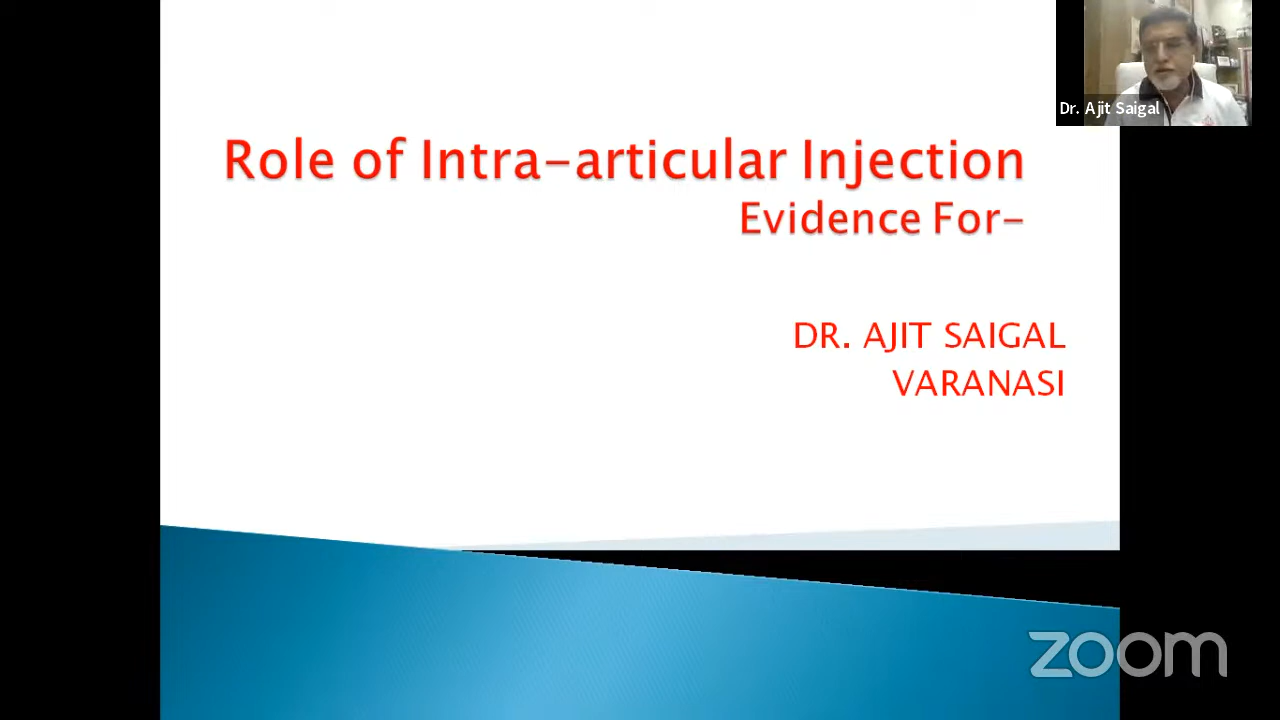 Dr. Ajit Saigal
Role of Intra-articular Injection
Evidence For-
DR. AJIT SAIGAL
VARANASI
zoom